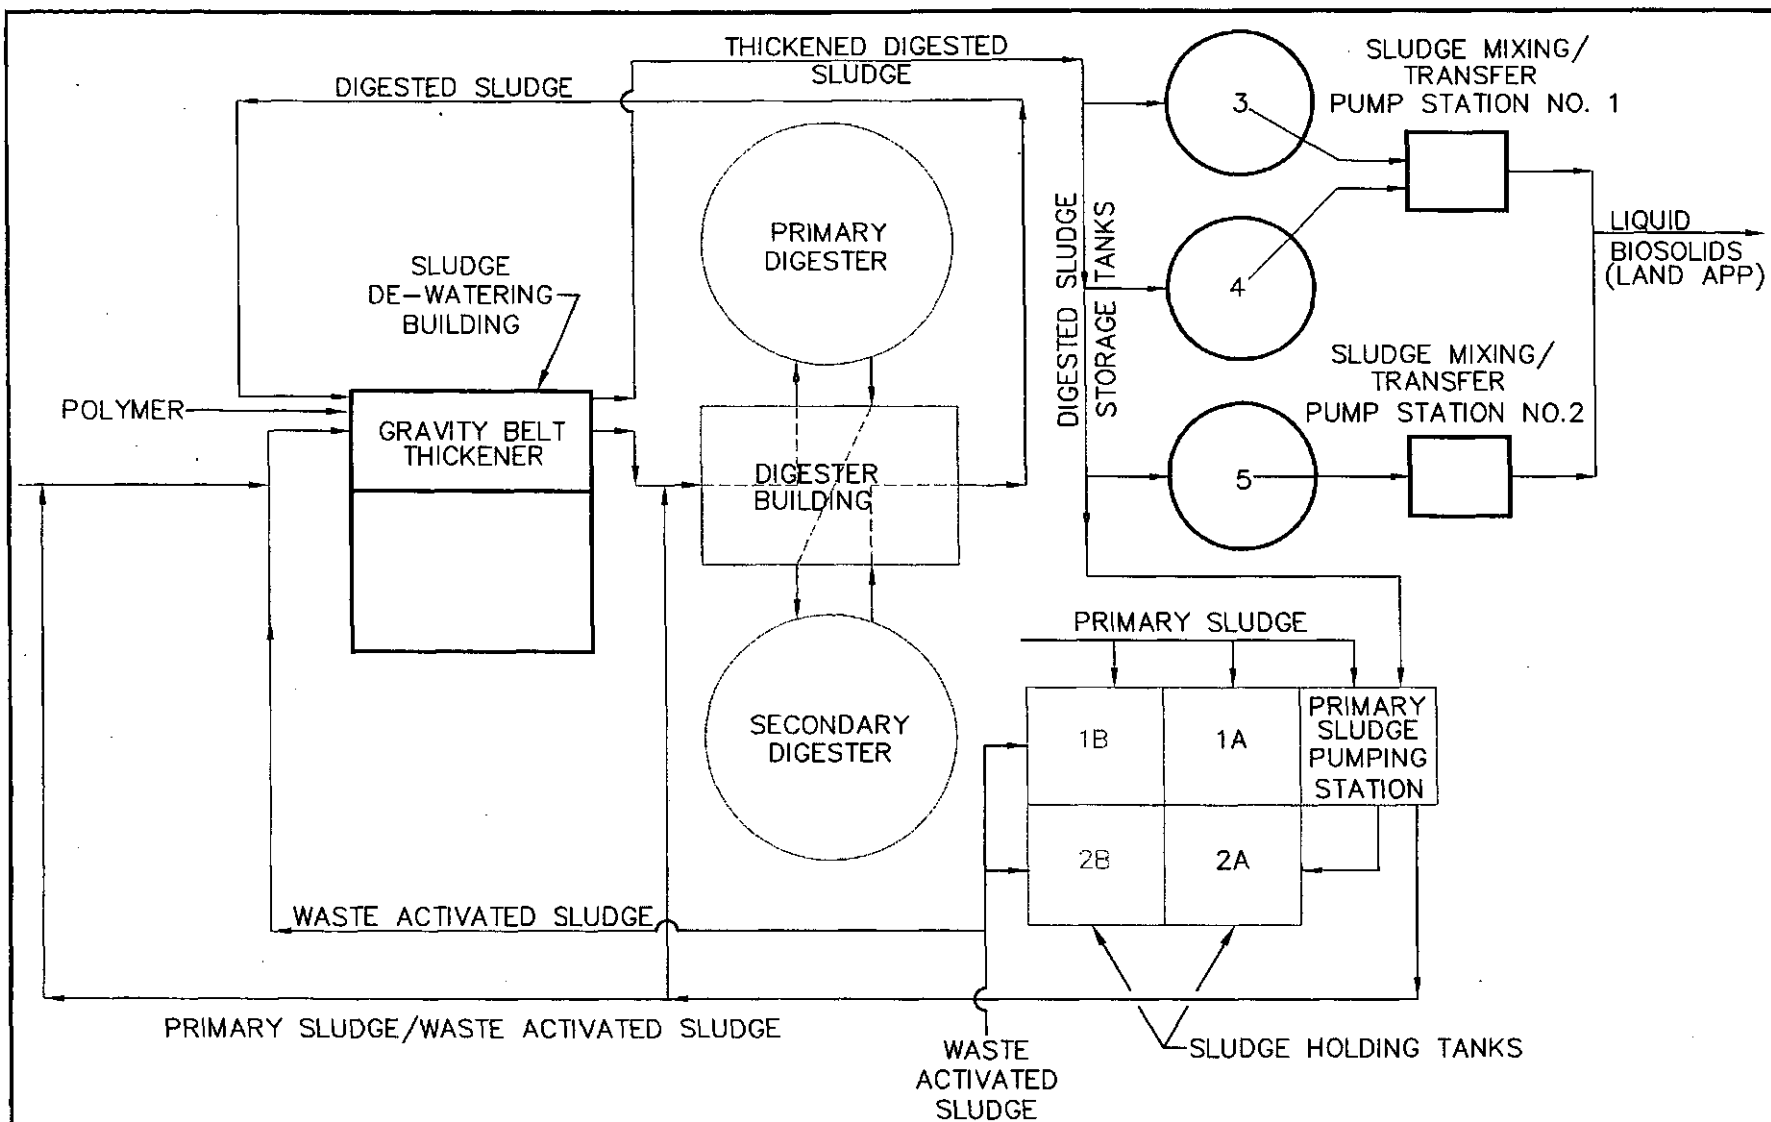 THICKENED DIGESTED
SLUDGE
DIGESTED SLUDGE
SLUDGE MIXING/
TRANSFER
PUMP STATION NO. 1
3
PRIMARY
DIGESTER
SLUDGE
DE-WATERING
BUILDING
DIGESTED SLUDGE
STORAGE TANKS
4
LIQUID
BIOSOLIDS
(LAND APP)
SLUDGE MIXING/
TRANSFER
PUMP STATION NO.2
POLYMER
GRAVITY BELT
THICKENER
DIGESTER
BUILDING
5
PRIMARY SLUDGE
SECONDARY
DIGESTER
1B
1A
PRIMARY
SLUDGE
PUMPING
STATION
2B
2A
WASTE ACTIVATED SLUDGE
PRIMARY SLUDGE/WASTE ACTIVATED SLUDGE
WASTE
ACTIVATED
SLUDGE
SLUDGE HOLDING TANKS